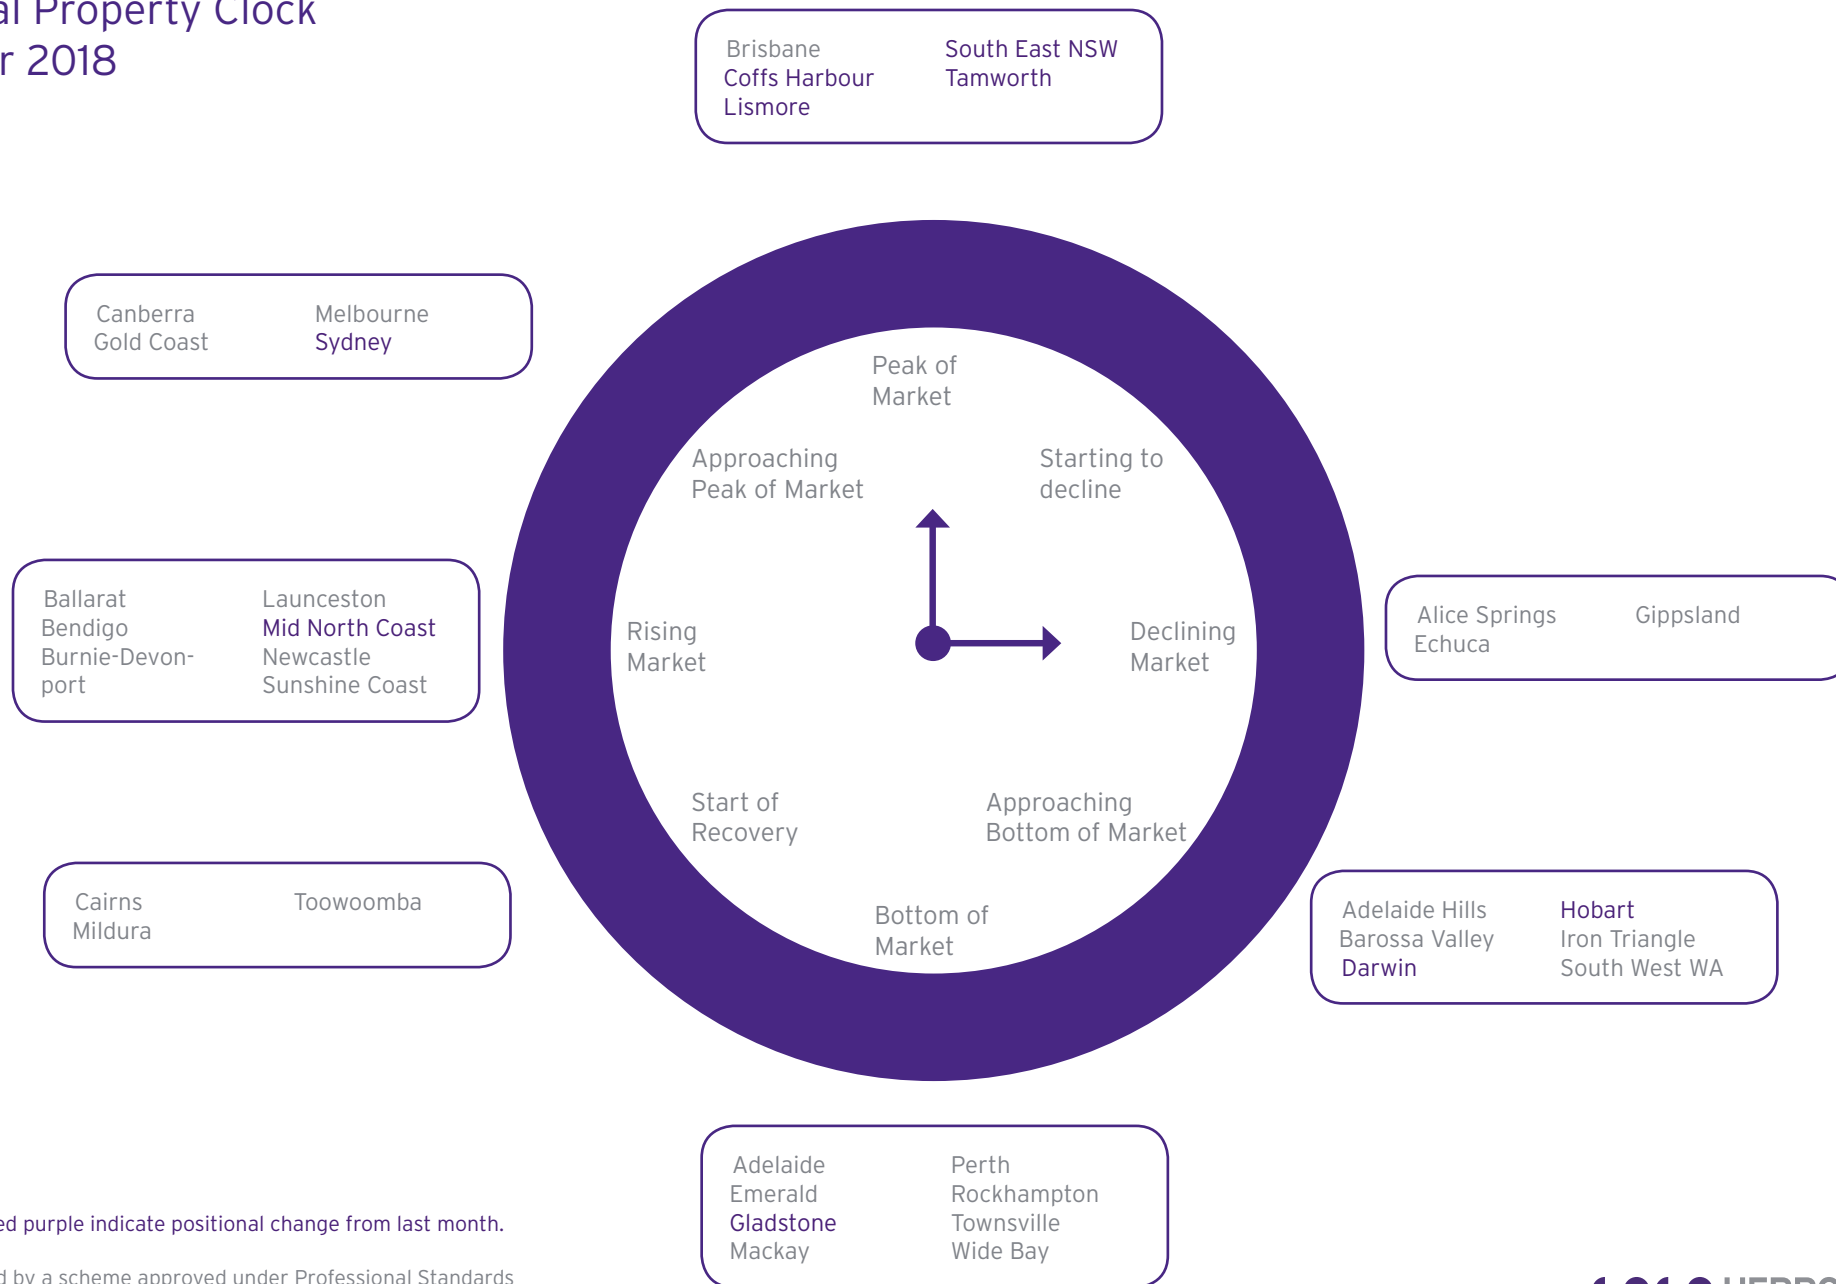 al Property Clock
r 2018
Brisbane
Coffs Harbour
Lismore
South East NSW
Tamworth
Canberra
Gold Coast
Melbourne
Sydney
Peak of
Market
Approaching
Peak of Market
Starting to
decline
Ballarat
Bendigo
Burnie-Devon-
port
Launceston
Mid North Coast
Newcastle
Sunshine Coast
Rising
Market
Declining
Market
Alice Springs
Echuca
Gippsland
Start of
Recovery
Approaching
Bottom of Market
Cairns
Mildura
Toowoomba
Bottom of
Market
Adelaide Hills
Barossa Valley
Darwin
Hobart
Iron Triangle
South West WA
Adelaide
Emerald
Gladstone
Mackay
Perth
Rockhampton
Townsville
Wide Bay
ed purple indicate positional change from last month.
d by a scheme approved under Professional Standards